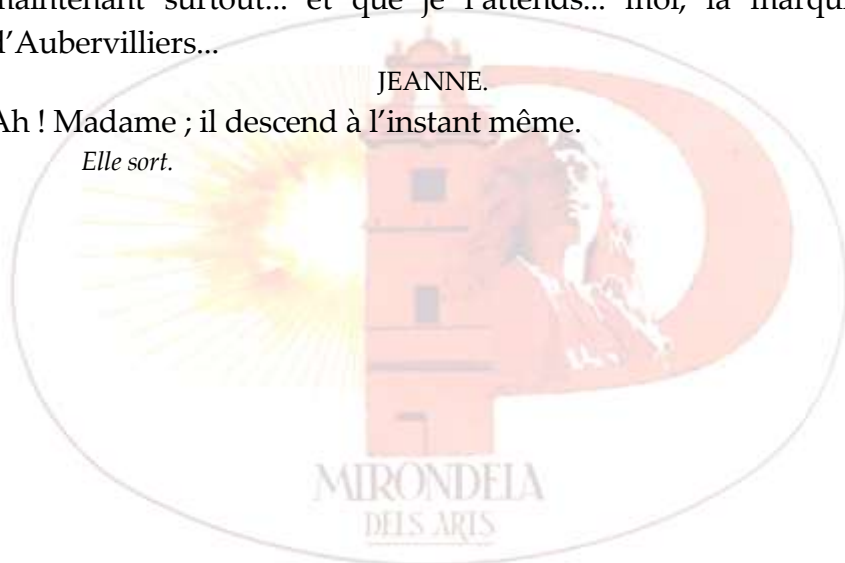 maintenant surtout... et que je l'attends... moi, la marqui
d'Aubervilliers...
JEANNE.
Ah ! Madame ; il descend à l'instant même.
Elle sort.
MIRONDELA
DELS ARTS